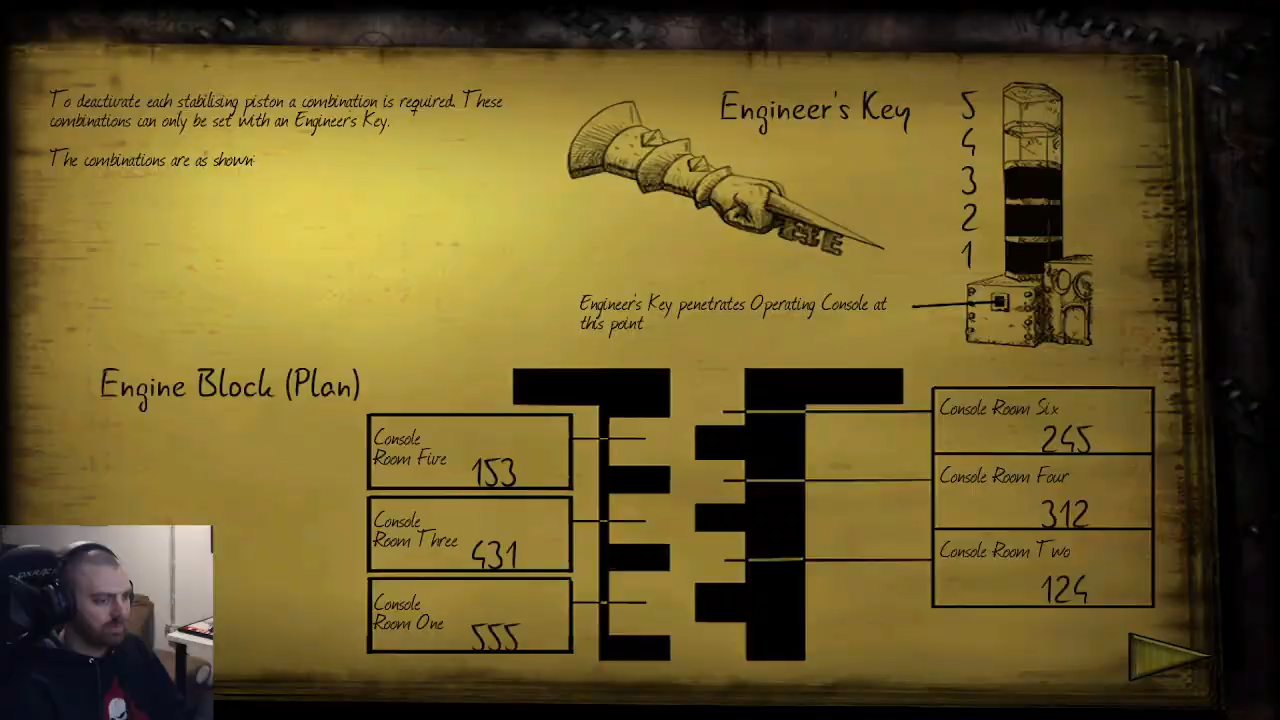 To deactivate each stabilising piston a combination is required. These
combinations can only be set with an Engineer's Key.
The combinations are as shown:
Engineer's Key
5
4
3
2
1
Engineer's Key penetrates Operating Console at
this point
Engine Block (Plan)
Console
Room Five
153
Console
Room Three
431
Console
Room One
555
Console Room Six
245
Console Room Four
312
Console Room Two
124